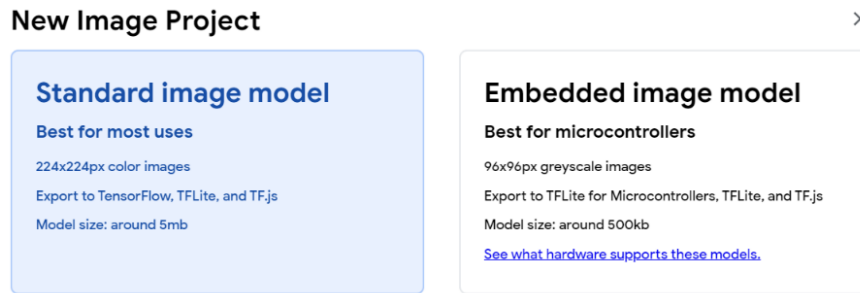 New Image Project
Standard image model
Best for most uses
224x224px color images
Export to TensorFlow, TFLite, and TF.js
Model size: around 5mb
Embedded image model
Best for microcontrollers
96x96px greyscale images
Export to TFLite for Microcontrollers, TFLite, and TF.js
Model size: around 500kb
See what hardware supports these models.